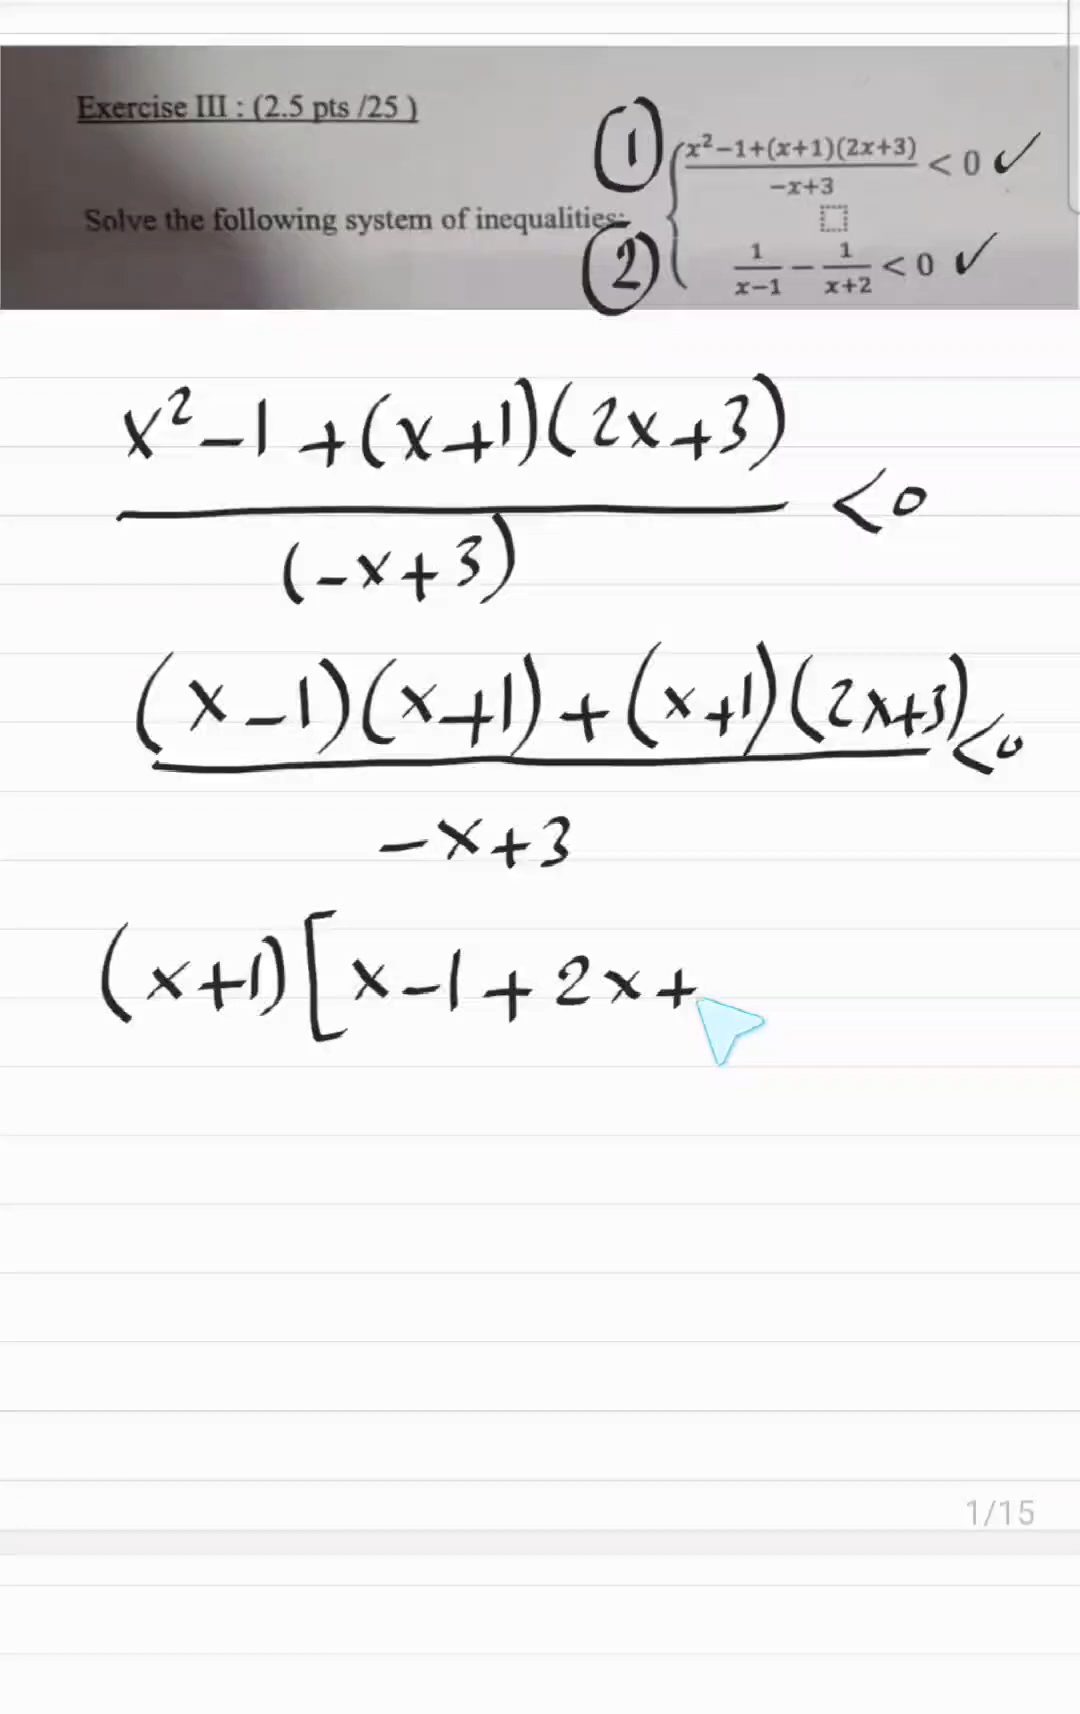 Exercise III : (2.5 pts /25 )
① x²−1+(x+1)(2x+3)
−x+3
< 0 ✓
Solve the following system of inequalities:
② 1/x−1 − 1/x+2 < 0 ✓
x² − 1 + (x+1)(2x+3)
< 0
(−x+3)
(x−1)(x+1) + (x+1)(2x+3) < 0
−x+3
(x+1)[x−1+2x+
1/15